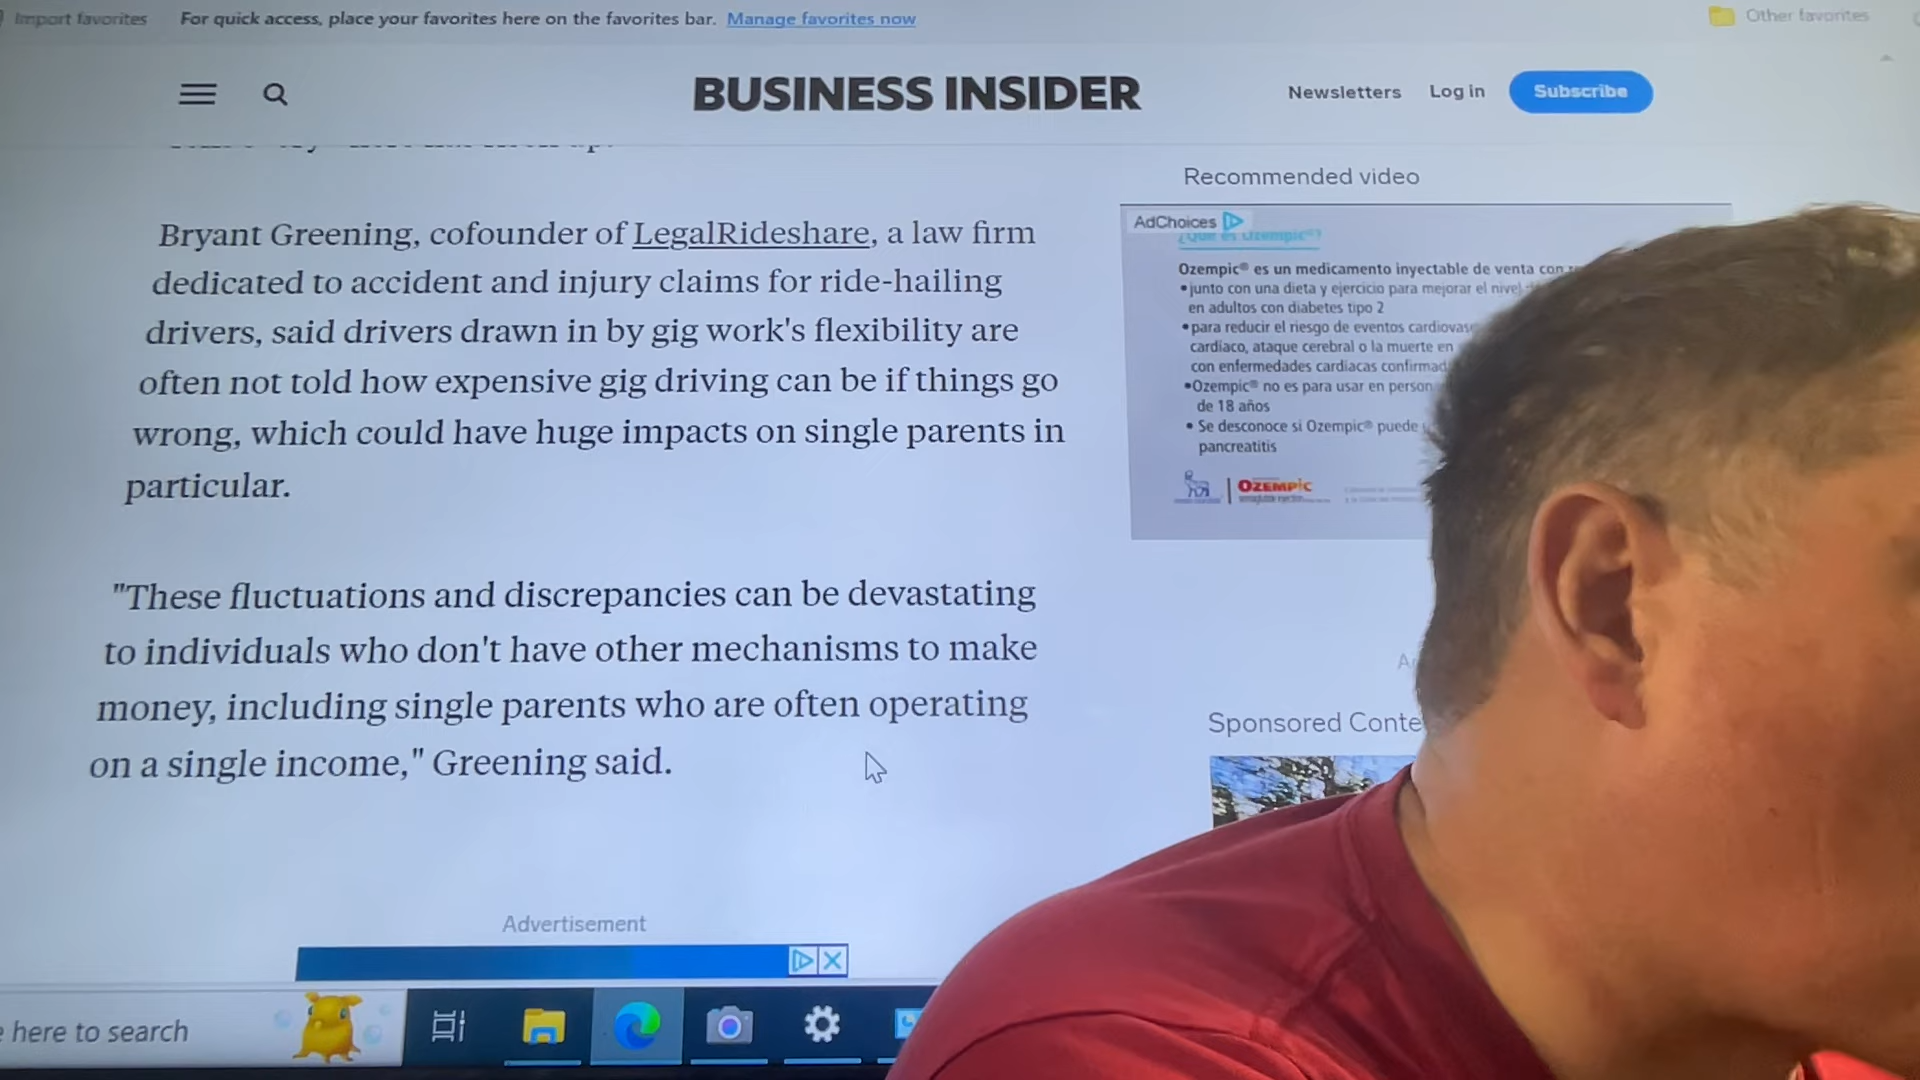 Import favorites
For quick access, place your favorites here on the favorites bar. Manage favorites now
Other favorites
BUSINESS INSIDER
Newsletters
Log in
Subscribe
Bryant Greening, cofounder of LegalRideshare, a law firm
dedicated to accident and injury claims for ride-hailing
drivers, said drivers drawn in by gig work's flexibility are
often not told how expensive gig driving can be if things go
wrong, which could have huge impacts on single parents in
particular.
"These fluctuations and discrepancies can be devastating
to individuals who don't have other mechanisms to make
money, including single parents who are often operating
on a single income," Greening said.
Advertisement
Recommended video
AdChoices
¿Qué es Ozempic®?
Ozempic® es un medicamento inyectable de venta con
•junto con una dieta y ejercicio para mejorar el nivel
en adultos con diabetes tipo 2
•para reducir el riesgo de eventos
cardíaco, ataque cerebral o la muerte en
con enfermedades cardíacas
•Ozempic® no es para usar en
de 18 años
• Se desconoce si Ozempic® puede
pancreatitis
OZEMPIC
Sponsored
here to search